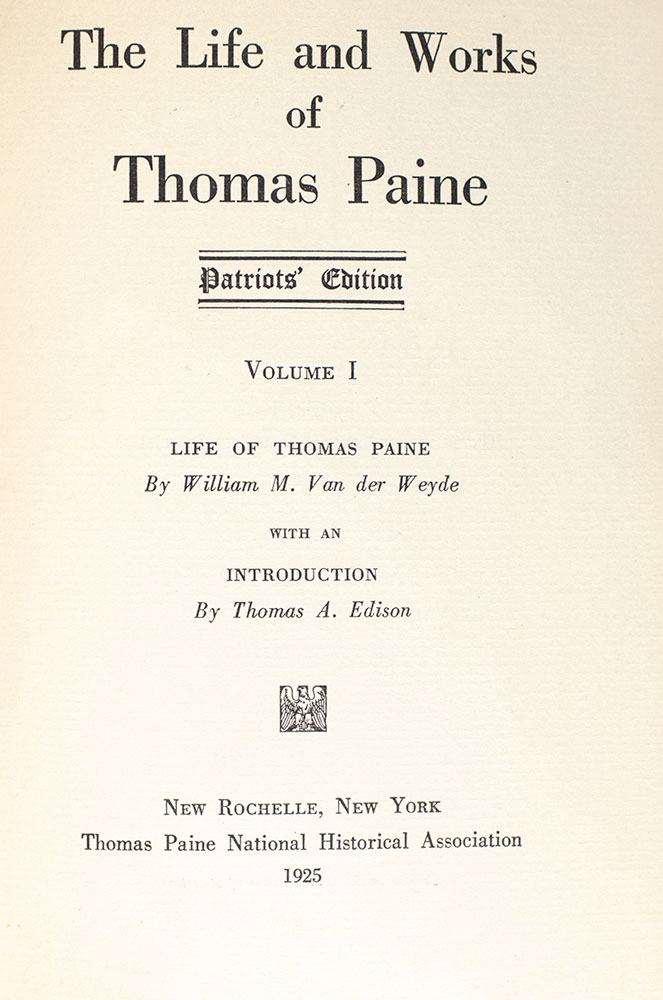 The Life and Works
of
Thomas Paine
Patriots' Edition
Volume I
LIFE OF THOMAS PAINE
By William M. Van der Weyde
WITH AN
INTRODUCTION
By Thomas A. Edison
New Rochelle, New York
Thomas Paine National Historical Association
1925